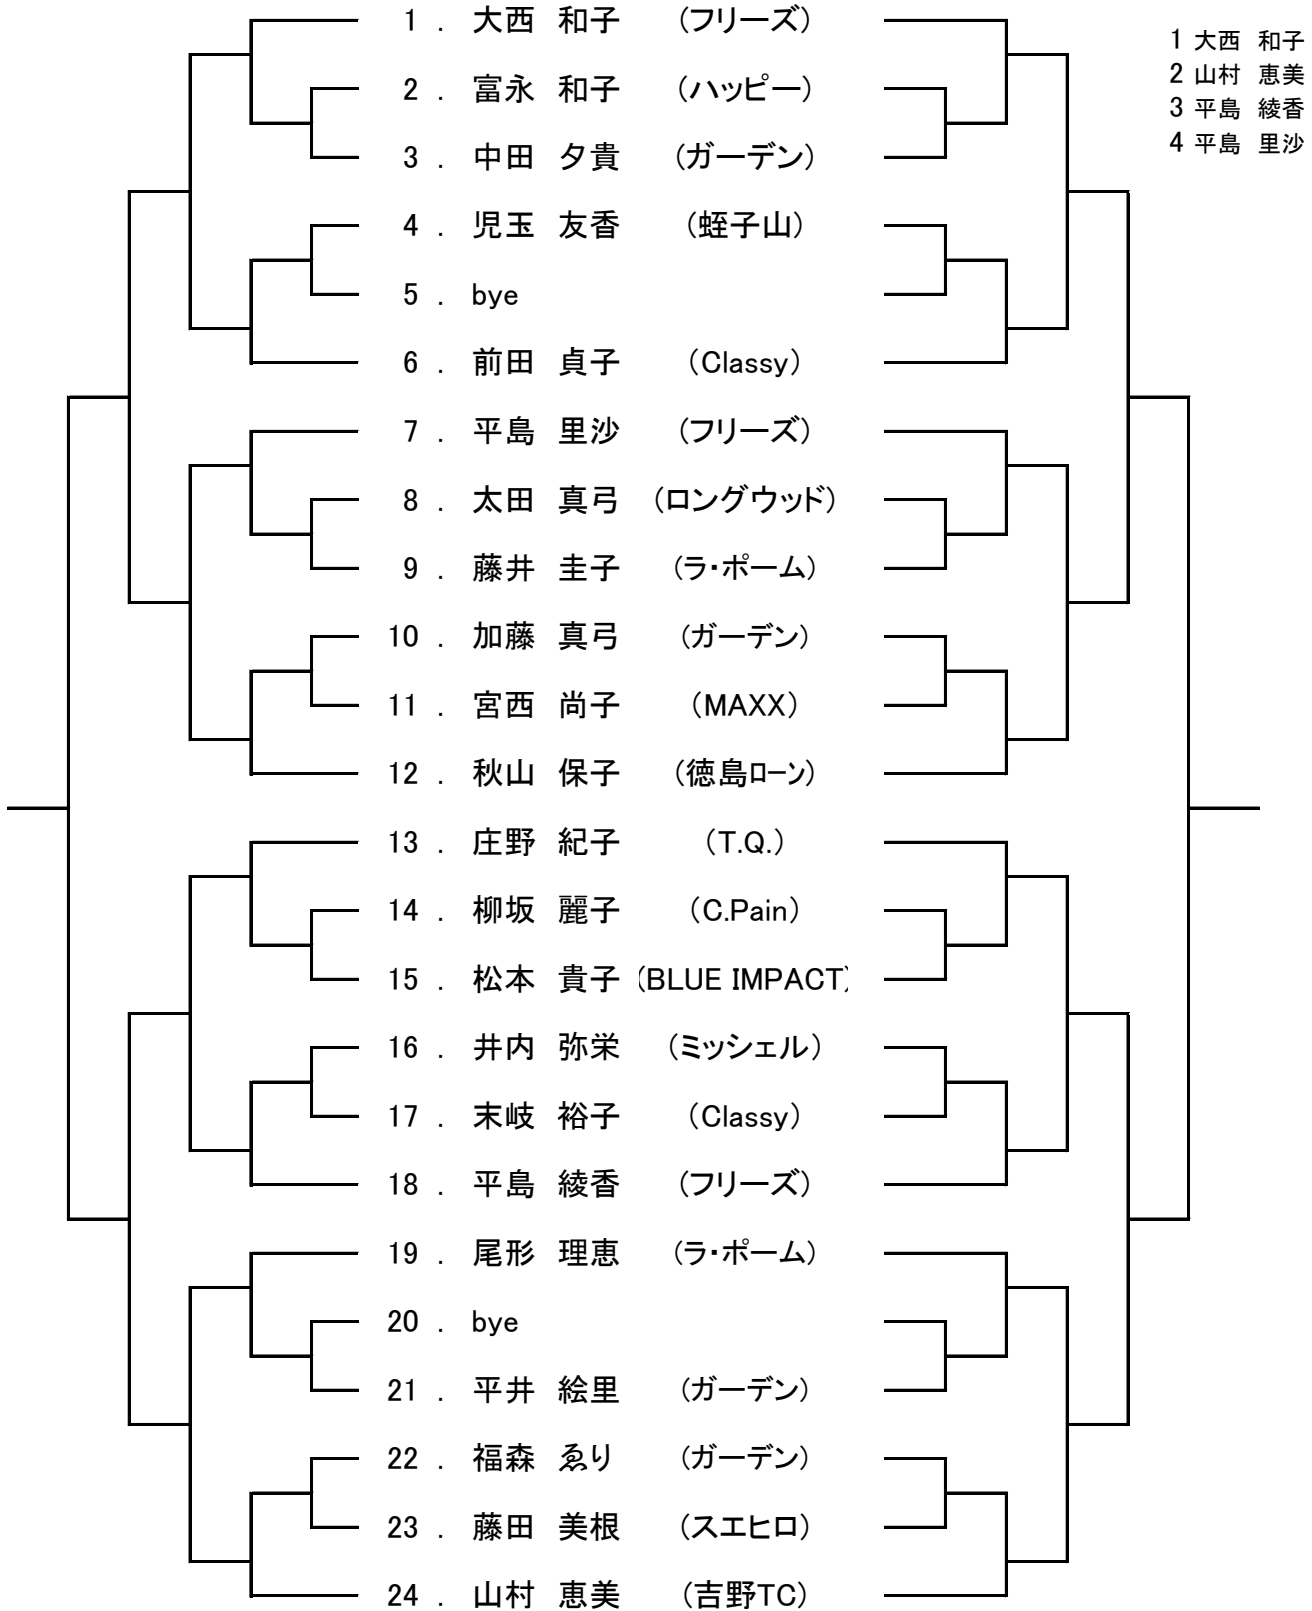 1 . 大西 和子 (フリーズ)
2 . 富永 和子 (ハッピー)
3 . 中田 夕貴 (ガーデン)
4 . 児玉 友香 (蛭子山)
5 . bye
6 . 前田 貞子 (Classy)
7 . 平島 里沙 (フリーズ)
8 . 太田 真弓 (ロングウッド)
9 . 藤井 圭子 (ラ・ポーム)
10 . 加藤 真弓 (ガーデン)
11 . 宮西 尚子 (MAXX)
12 . 秋山 保子 (徳島ローン)
13 . 庄野 紀子 (T.Q.)
14 . 柳坂 麗子 (C.Pain)
15 . 松本 貴子 (BLUE IMPACT)
16 . 井内 弥栄 (ミッシェル)
17 . 末岐 裕子 (Classy)
18 . 平島 綾香 (フリーズ)
19 . 尾形 理恵 (ラ・ポーム)
20 . bye
21 . 平井 絵里 (ガーデン)
22 . 福森 ゑり (ガーデン)
23 . 藤田 美根 (スエヒロ)
24 . 山村 恵美 (吉野TC)
1 大西 和子
2 山村 恵美
3 平島 綾香
4 平島 里沙